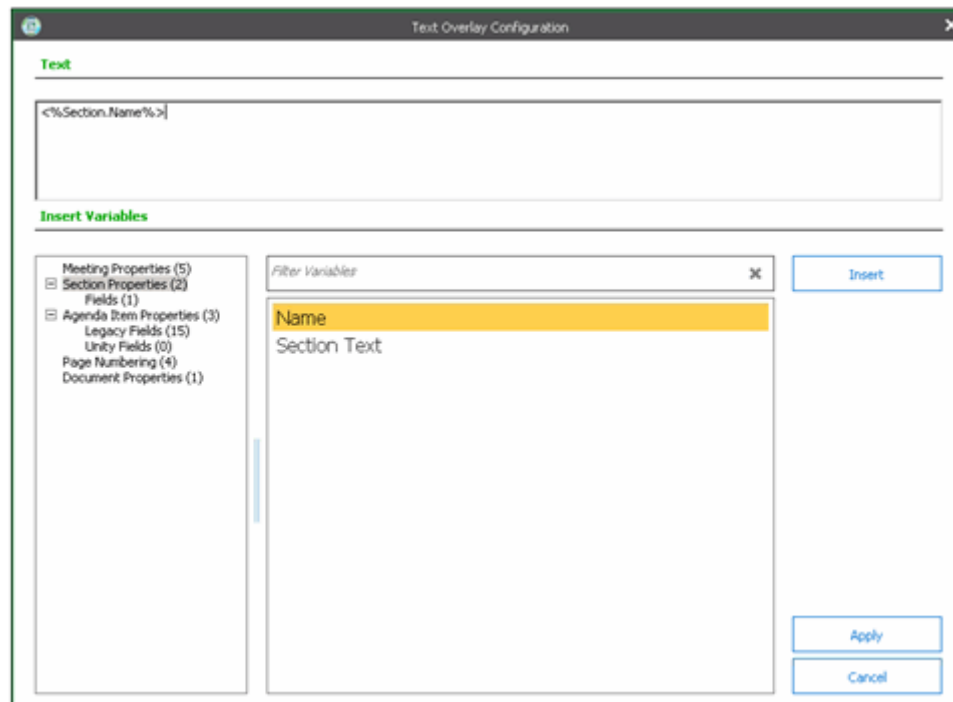 Text Overlay Configuration
Text
<%Section.Name%>
Insert Variables
Meeting Properties (5)
Section Properties (2)
Fields (1)
Agenda Item Properties (3)
Legacy Fields (15)
Unity Fields (0)
Page Numbering (4)
Document Properties (1)
Filter Variables
Name
Section Text
Insert
Apply
Cancel